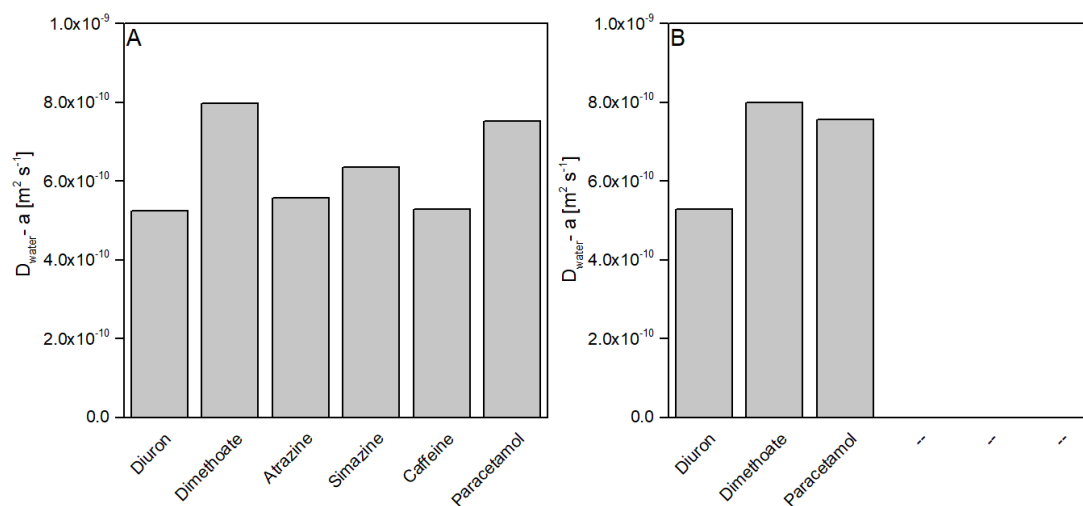 A
1.0x10⁻⁹
8.0x10⁻¹⁰
6.0x10⁻¹⁰
4.0x10⁻¹⁰
2.0x10⁻¹⁰
0.0
D_water - a [m² s⁻¹]
Diuron
Dimethoate
Atrazine
Simazine
Caffeine
Paracetamol
B
1.0x10⁻⁹
8.0x10⁻¹⁰
6.0x10⁻¹⁰
4.0x10⁻¹⁰
2.0x10⁻¹⁰
0.0
D_water - a [m² s⁻¹]
Diuron
Dimethoate
Paracetamol
--
--
--